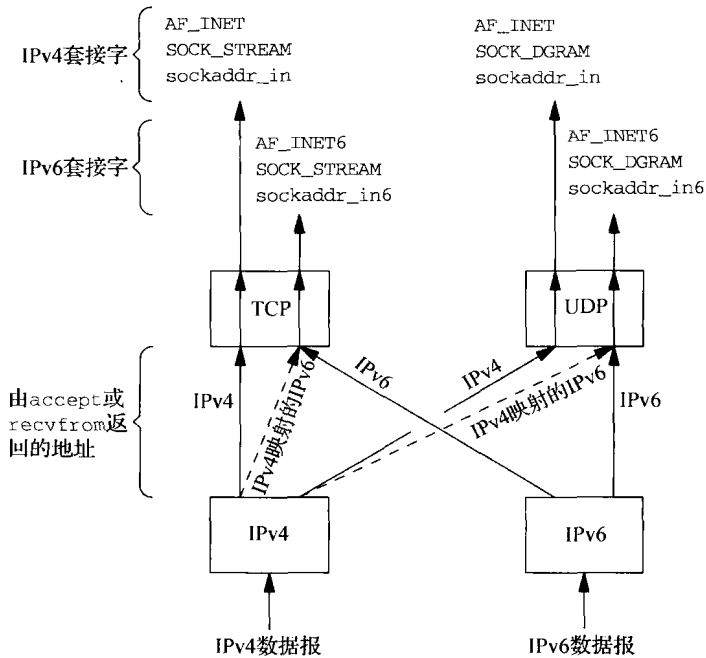 AF_INET
SOCK_STREAM
sockaddr_in
IPv4套接字
AF_INET
SOCK_DGRAM
sockaddr_in
AF_INET6
SOCK_STREAM
sockaddr_in6
IPv6套接字
AF_INET6
SOCK_DGRAM
sockaddr_in6
TCP
UDP
由accept或
recvfrom返
回的地址
IPv4
IPv4映射的IPv6
IPv6
IPv4
IPv4映射的IPv6
IPv6
IPv4
IPv6
IPv4数据报
IPv6数据报